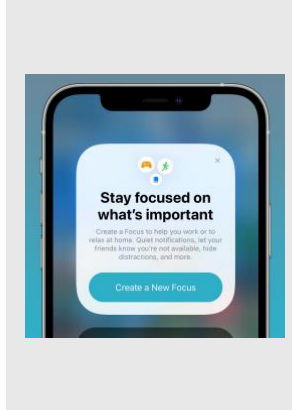 Stay focused on
what's important
Create a Focus to help you work or to
relax at home. Quiet notifications, let your
friends know you're not available, hide
distractions, and more.
Create a New Focus